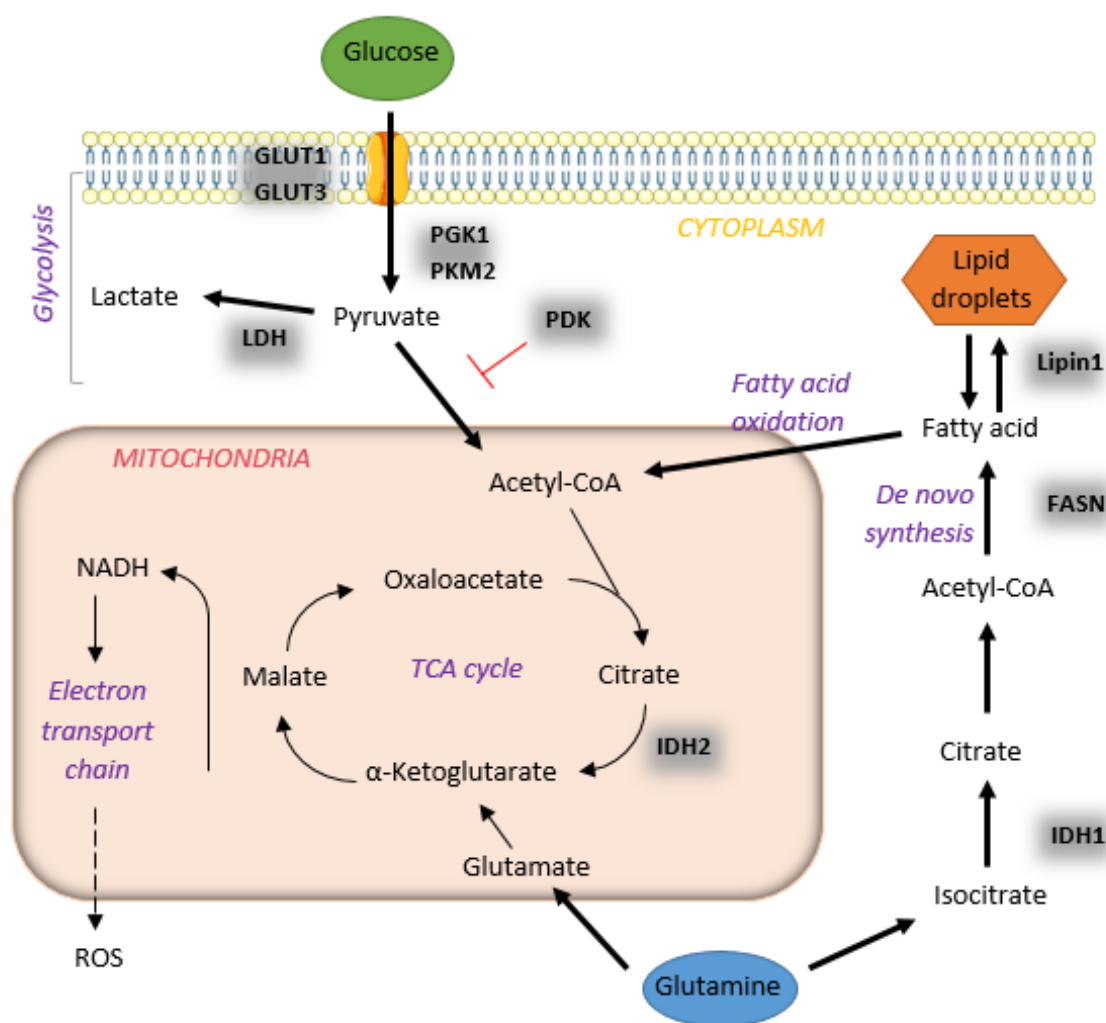 Glucose
GLUT1
GLUT3
Glycolysis
CYTOPLASM
PGK1
PKM2
Lactate
LDH
Pyruvate
PDK
Lipid
droplets
Lipin1
Fatty acid
oxidation
Fatty acid
MITOCHONDRIA
Acetyl-CoA
De novo
synthesis
FASN
NADH
Oxaloacetate
Acetyl-CoA
Malate
TCA cycle
Citrate
Electron
transport
chain
IDH2
α-Ketoglutarate
Citrate
Glutamate
IDH1
Isocitrate
ROS
Glutamine